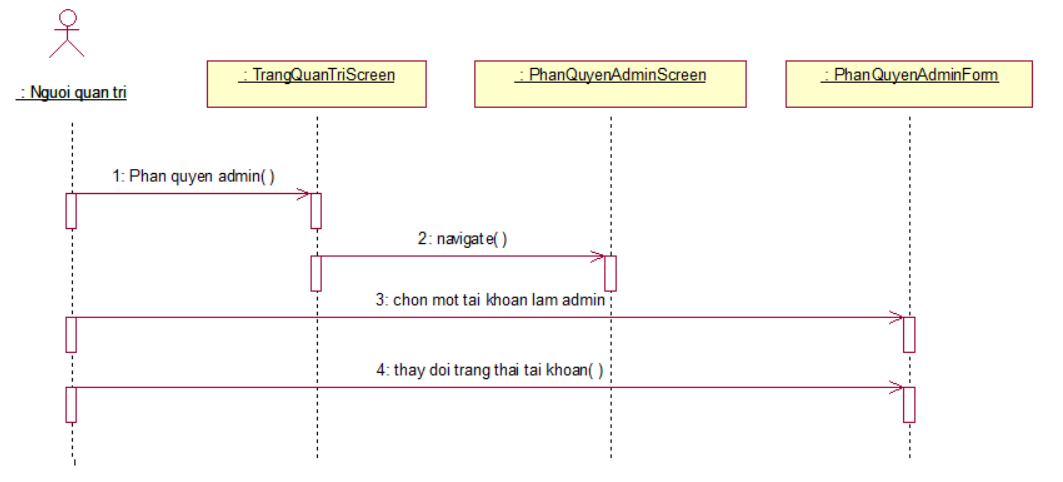 : Nguoi quan tri
: TrangQuanTriScreen
: PhanQuyenAdminScreen
: PhanQuyenAdminForm
1: Phan quyen admin( )
2: navigate( )
3: chon mot tai khoan lam admin
4: thay doi trang thai tai khoan( )